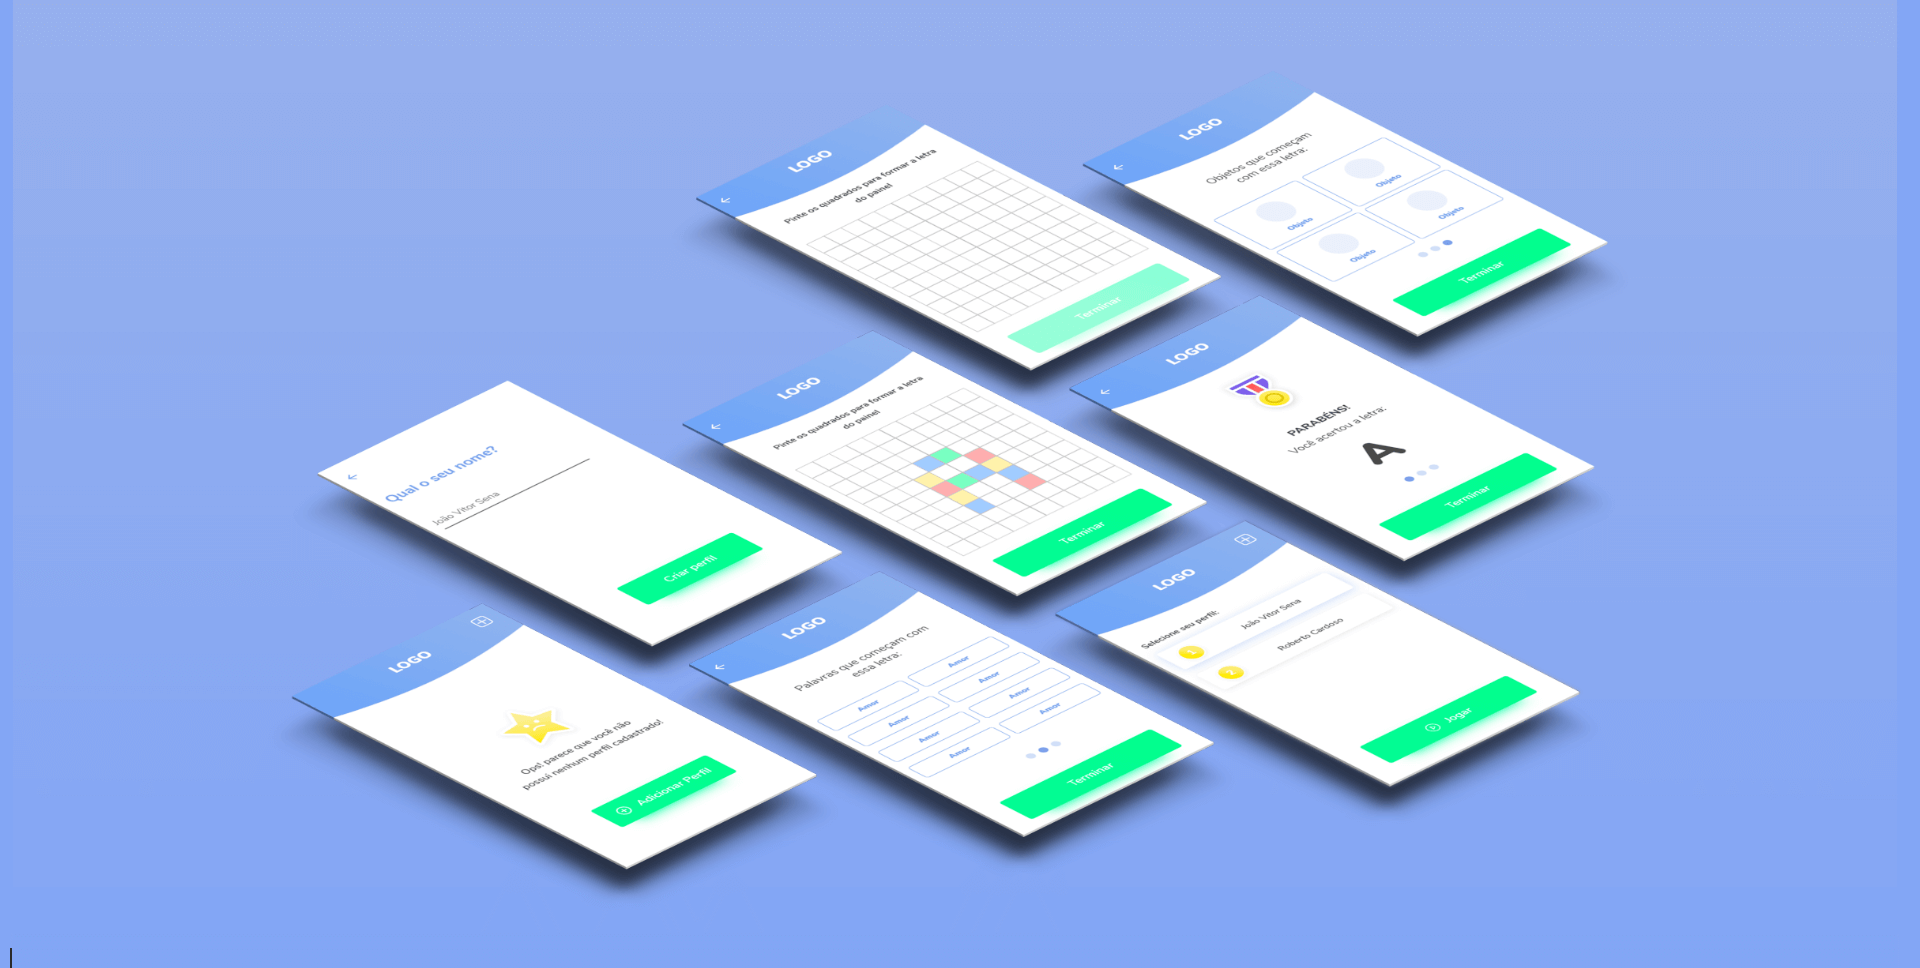 LOGO
Pinte os quadrados para formar a letra
do painel
Terminar
LOGO
Objetos que começam
com essa letra:
Objeto
Objeto
Objeto
Objeto
Terminar
Qual o seu nome?
João Vitor Sena
Criar perfil
LOGO
Pinte os quadrados para formar a letra
do painel
Terminar
LOGO
PARABÉNS!
Você acertou a letra:
A
Terminar
LOGO
Ops! parece que você não
possui nenhum perfil cadastrado!
Adicionar Perfil
LOGO
Palavras que começam com
essa letra:
Amor
Amor
Amor
Amor
Amor
Amor
Amor
Amor
Terminar
LOGO
Selecione seu perfil:
1 João Vitor Sena
2 Roberto Cardoso
Jogar